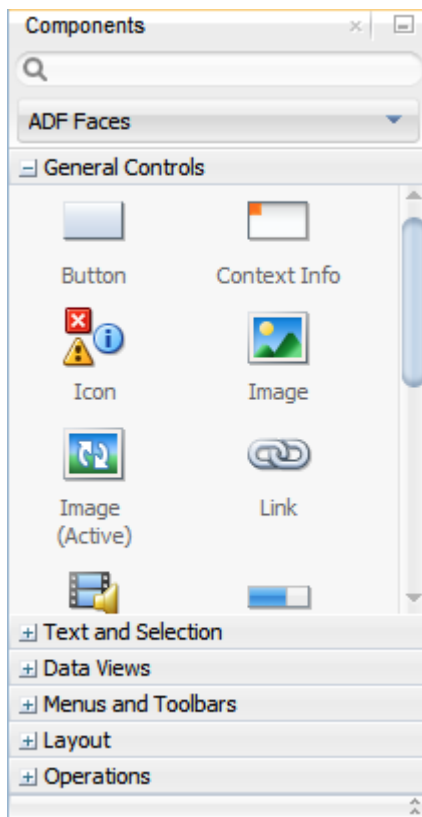 Components
ADF Faces
General Controls
Button Context Info
Icon Image
Image Link
(Active)
Text and Selection
Data Views
Menus and Toolbars
Layout
Operations